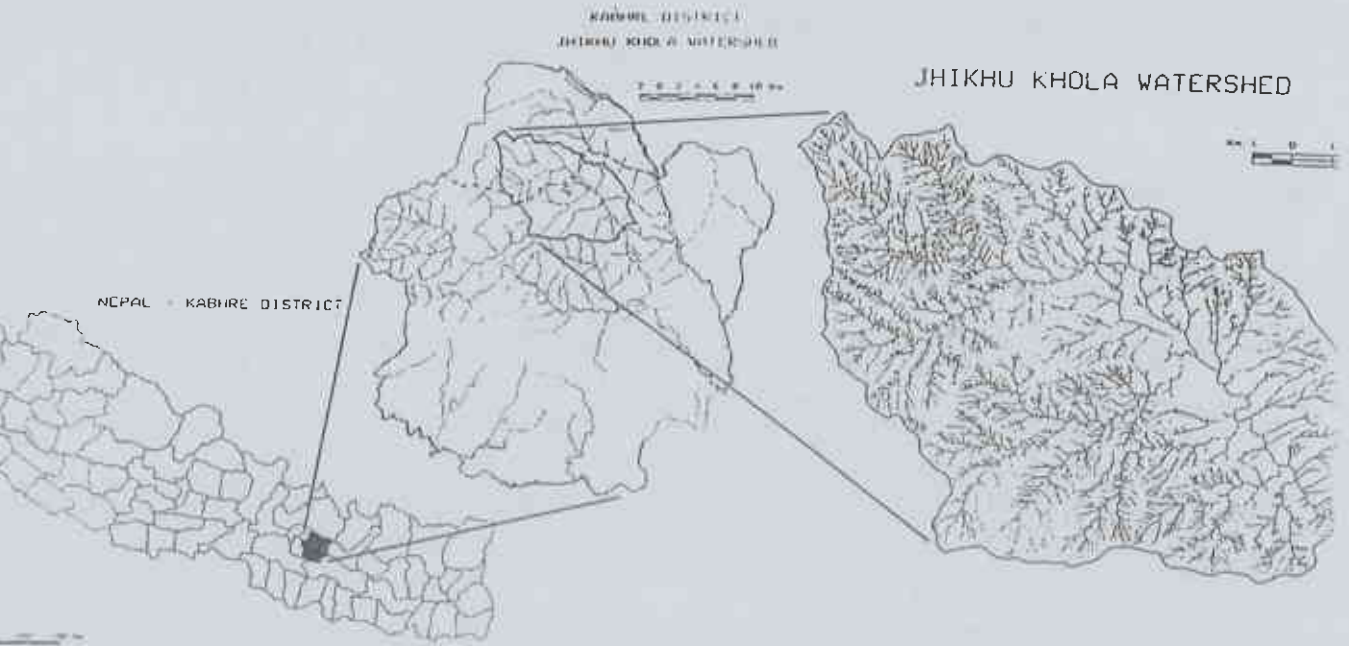 KABHRE DISTRICT
JHIKHU KHOLA WATERSHED
JHIKHU KHOLA WATERSHED
NEPAL - KABHRE DISTRICT